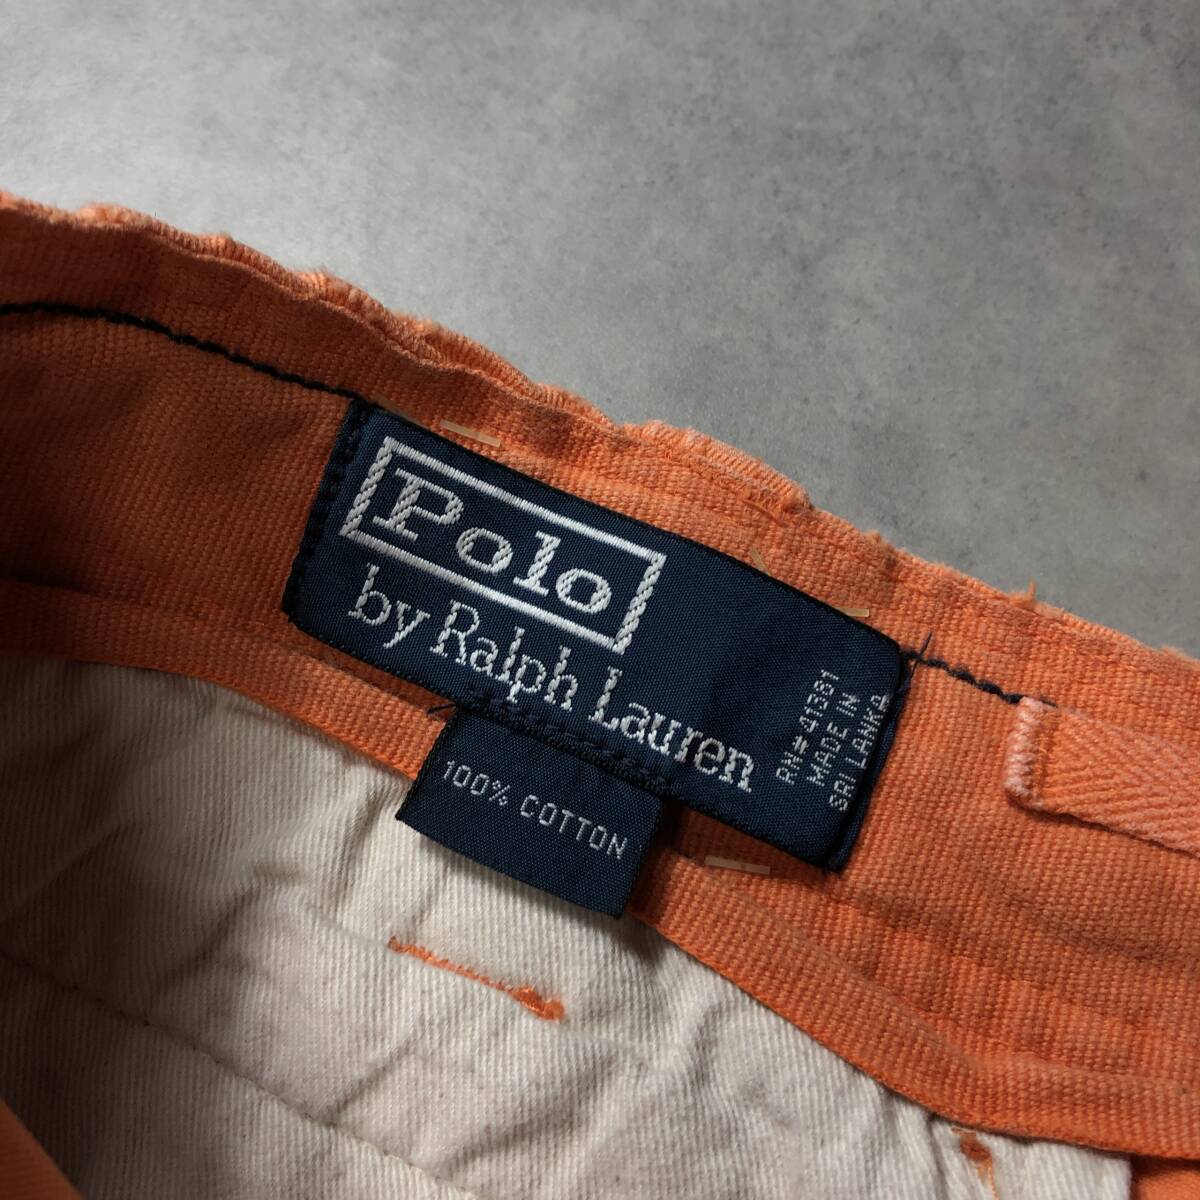 Polo
by Ralph Lauren
RN# 41381
MADE IN
SRI LANKA
100% COTTON